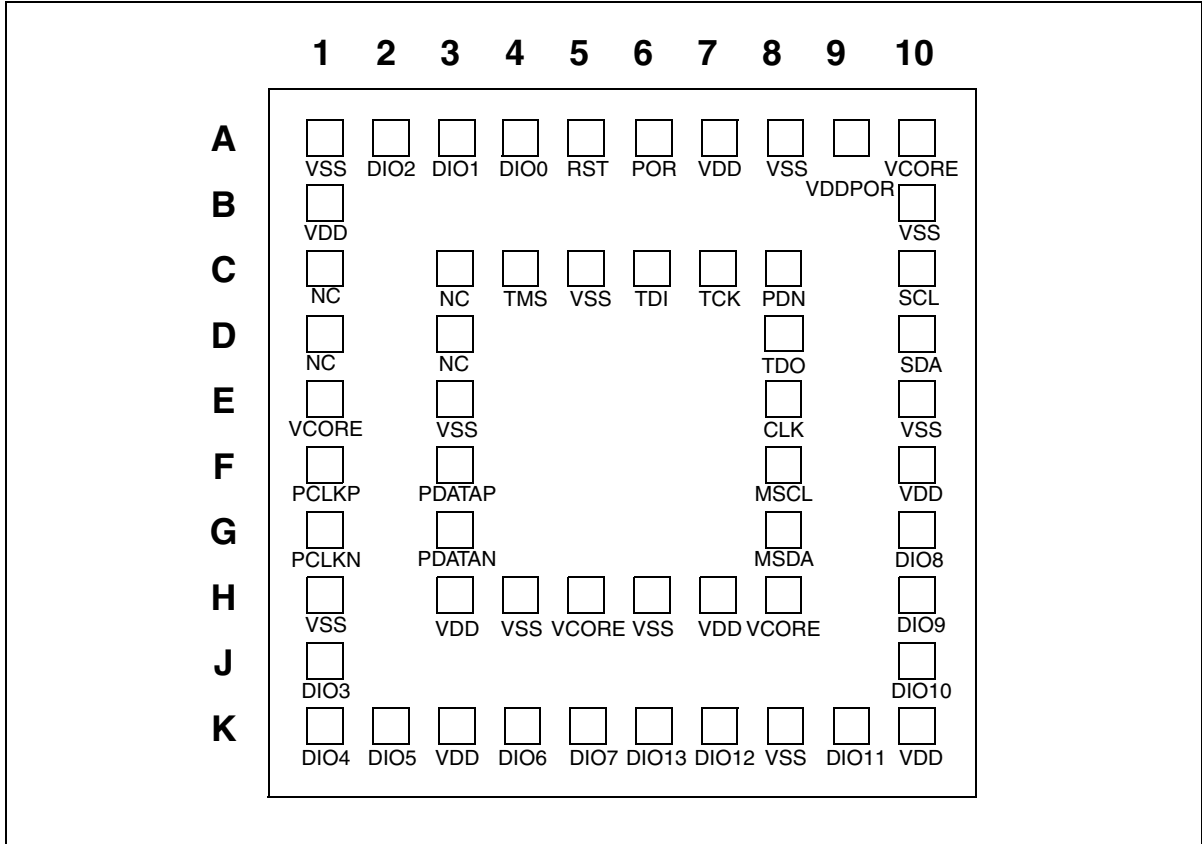 1 2 3 4 5 6 7 8 9 10
A
VSS DIO2 DIO1 DIO0 RST POR VDD VSS VCORE
VDDPOR
B
VDD VSS
C
NC NC TMS VSS TDI TCK PDN SCL
D
NC NC TDO SDA
E
VCORE VSS CLK VSS
F
PCLKP PDATAP MSCL VDD
G
PCLKN PDATAN MSDA DIO8
H
VSS VDD VSS VCORE VSS VDD VCORE DIO9
J
DIO3 DIO10
K
DIO4 DIO5 VDD DIO6 DIO7 DIO13 DIO12 VSS DIO11 VDD